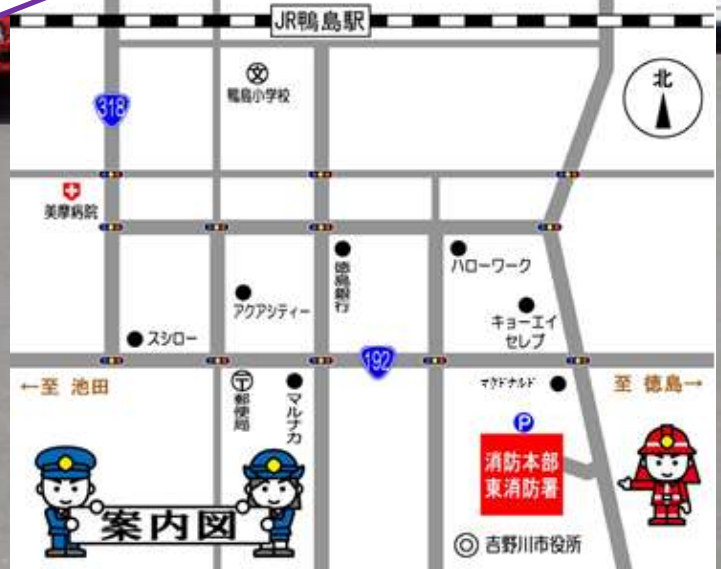 JR鴨島駅
鴨島小学校
北
318
美摩病院
徳島銀行
ハローワーク
アクアシティー
キョーエイ
セレブ
スシロー
192
←至 池田
郵便局
マルナカ
マクドナルド
至 徳島→
P
消防本部
東消防署
案内図
吉野川市役所